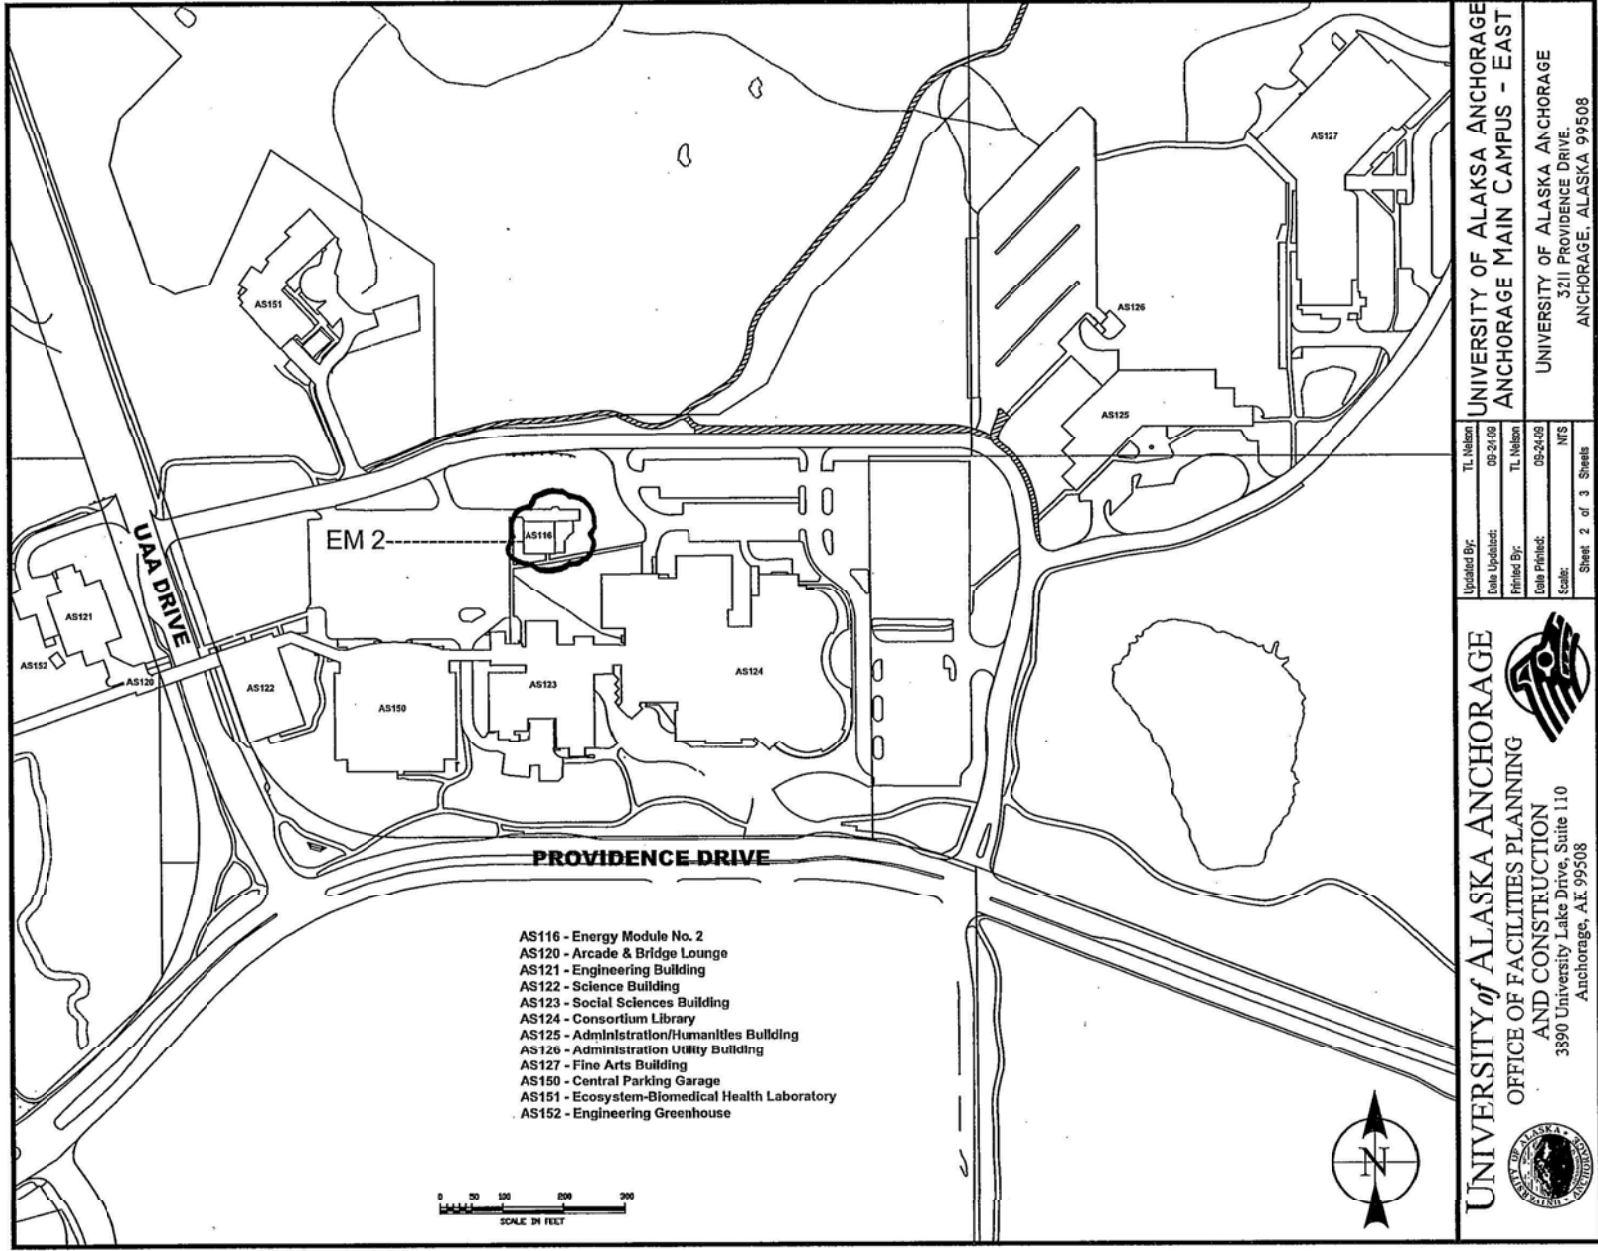 AS127
AS151
AS126
AS125
UAA DRIVE
EM 2
AS116
AS121
AS152
AS120
AS122
AS150
AS123
AS124
PROVIDENCE DRIVE
AS116 - Energy Module No. 2
AS120 - Arcade & Bridge Lounge
AS121 - Engineering Building
AS122 - Science Building
AS123 - Social Sciences Building
AS124 - Consortium Library
AS125 - Administration/Humanities Building
AS126 - Administration Utility Building
AS127 - Fine Arts Building
AS150 - Central Parking Garage
AS151 - Ecosystem-Biomedical Health Laboratory
AS152 - Engineering Greenhouse
0 50 100 200 300
SCALE IN FEET
N
UNIVERSITY OF ALAKSA ANCHORAGE
ANCHORAGE MAIN CAMPUS - EAST
UNIVERSITY OF ALASKA ANCHORAGE
3211 PROVIDENCE DRIVE.
ANCHORAGE, ALASKA 99508
Updated By: TL Nelson
Date Updated: 09-24-09
Printed By: TL Nelson
Date Printed: 09-24-09
Scale: NTS
Sheet 2 of 3 Sheets
UNIVERSITY of ALASKA ANCHORAGE
OFFICE OF FACILITIES PLANNING
AND CONSTRUCTION
3890 University Lake Drive, Suite 110
Anchorage, AK 99508
UNIVERSITY OF ALASKA • ANCHORAGE